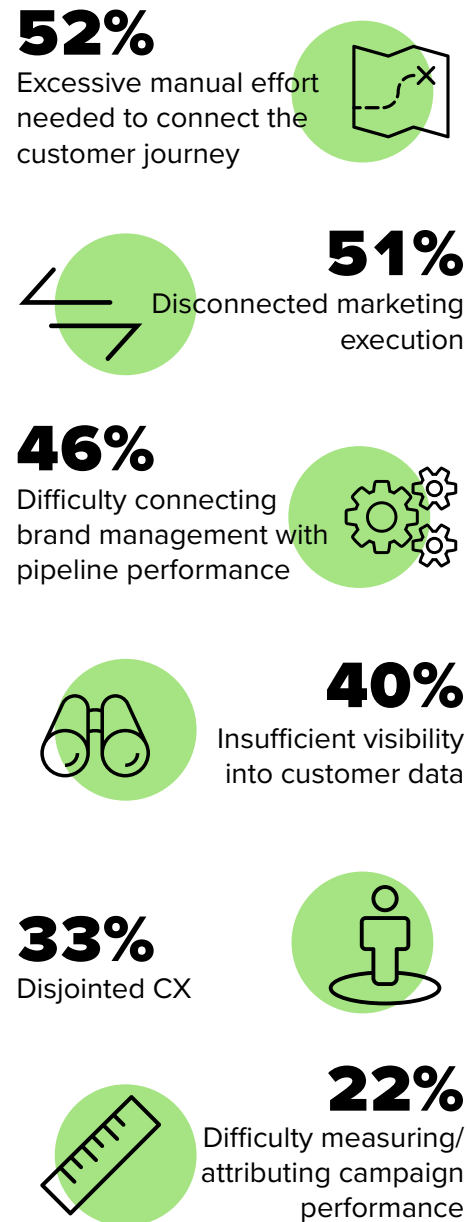 52%
Excessive manual effort
needed to connect the
customer journey
51%
Disconnected marketing
execution
46%
Difficulty connecting
brand management with
pipeline performance
40%
Insufficient visibility
into customer data
33%
Disjointed CX
22%
Difficulty measuring/
attributing campaign
performance